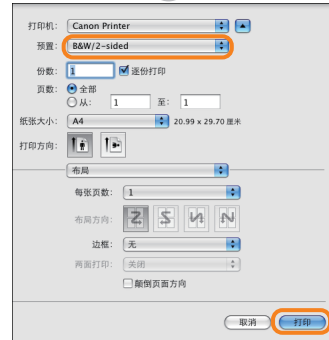 打印机: Canon Printer
预置: B&W/2-sided
份数: 1 逐份打印
页数: 全部
从: 1 至: 1
纸张大小: A4 20.99 x 29.70 厘米
打印方向:
布局
每张页数: 1
布局方向:
边框: 无
两面打印: 关闭
颠倒页面方向
取消 打印